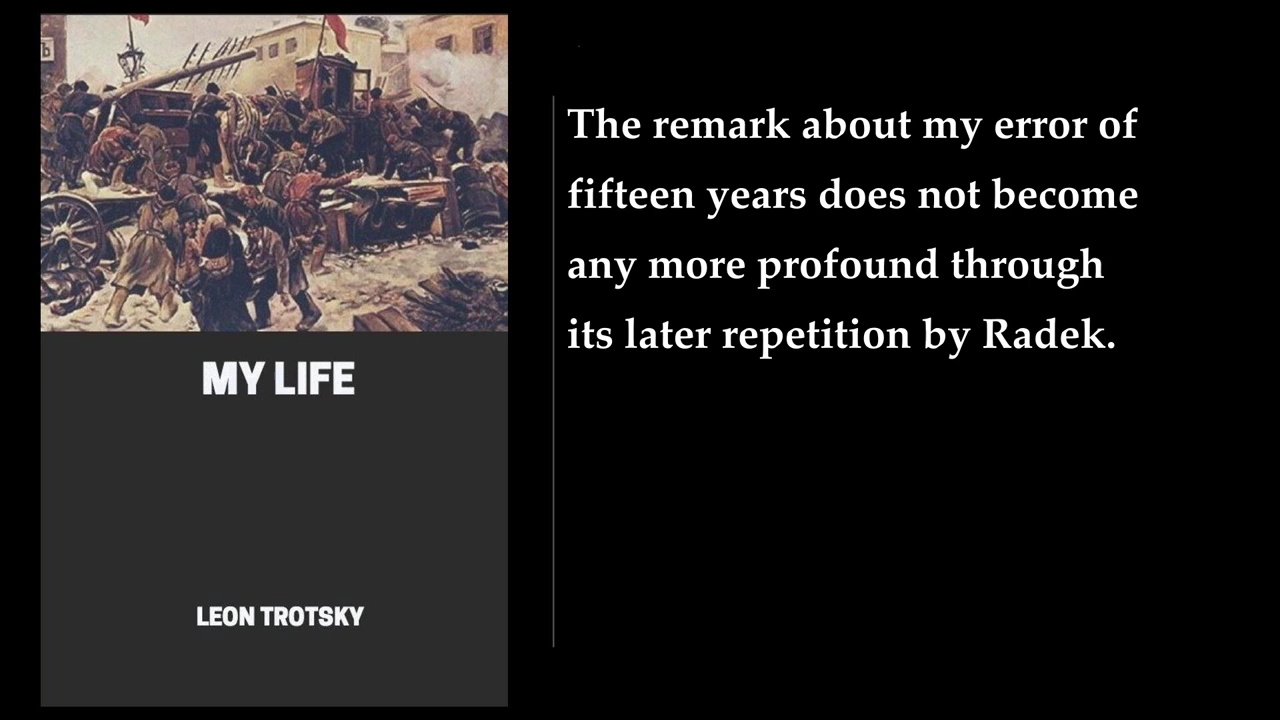 MY LIFE
LEON TROTSKY
The remark about my error of
fifteen years does not become
any more profound through
its later repetition by Radek.